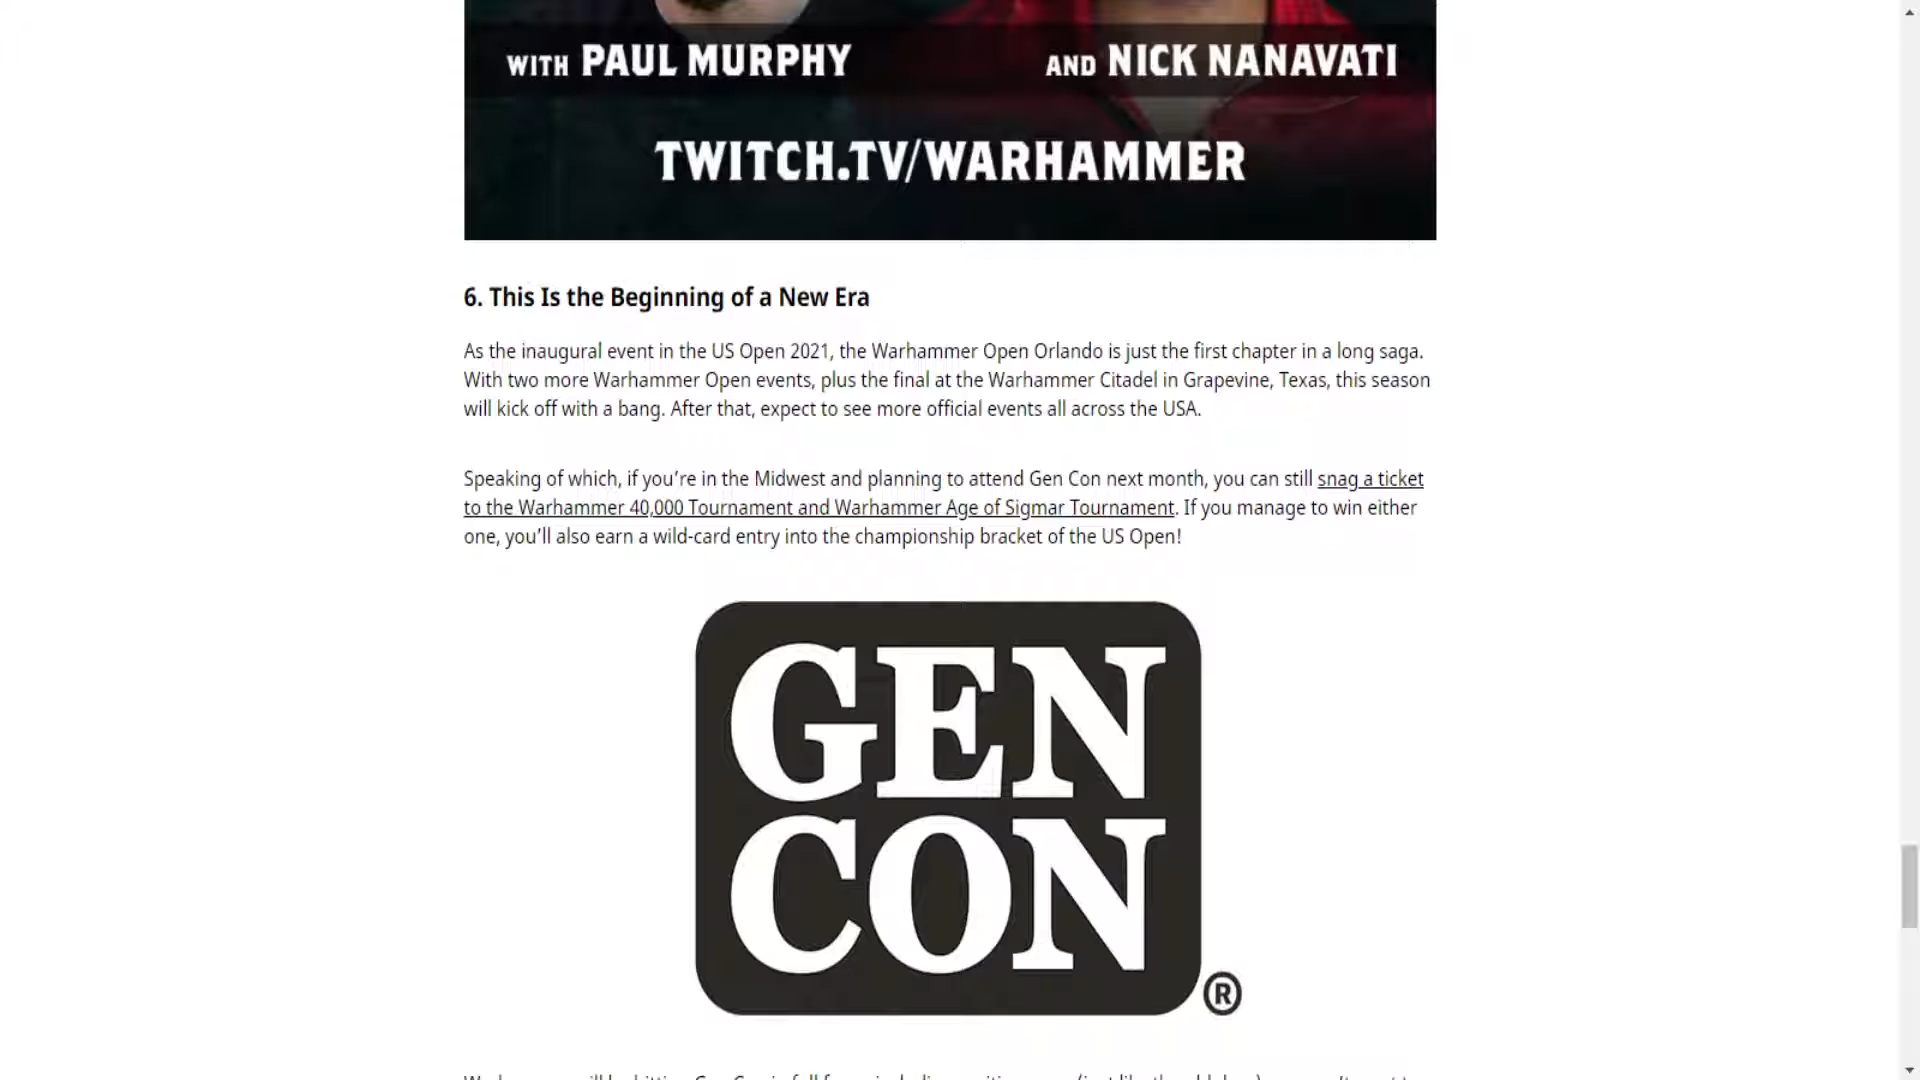 WITH PAUL MURPHY AND NICK NANAVATI
TWITCH.TV/WARHAMMER
6. This Is the Beginning of a New Era
As the inaugural event in the US Open 2021, the Warhammer Open Orlando is just the first chapter in a long saga.
With two more Warhammer Open events, plus the final at the Warhammer Citadel in Grapevine, Texas, this season
will kick off with a bang. After that, expect to see more official events all across the USA.
Speaking of which, if you’re in the Midwest and planning to attend Gen Con next month, you can still snag a ticket
to the Warhammer 40,000 Tournament and Warhammer Age of Sigmar Tournament. If you manage to win either
one, you’ll also earn a wild-card entry into the championship bracket of the US Open!
GEN
CON
®